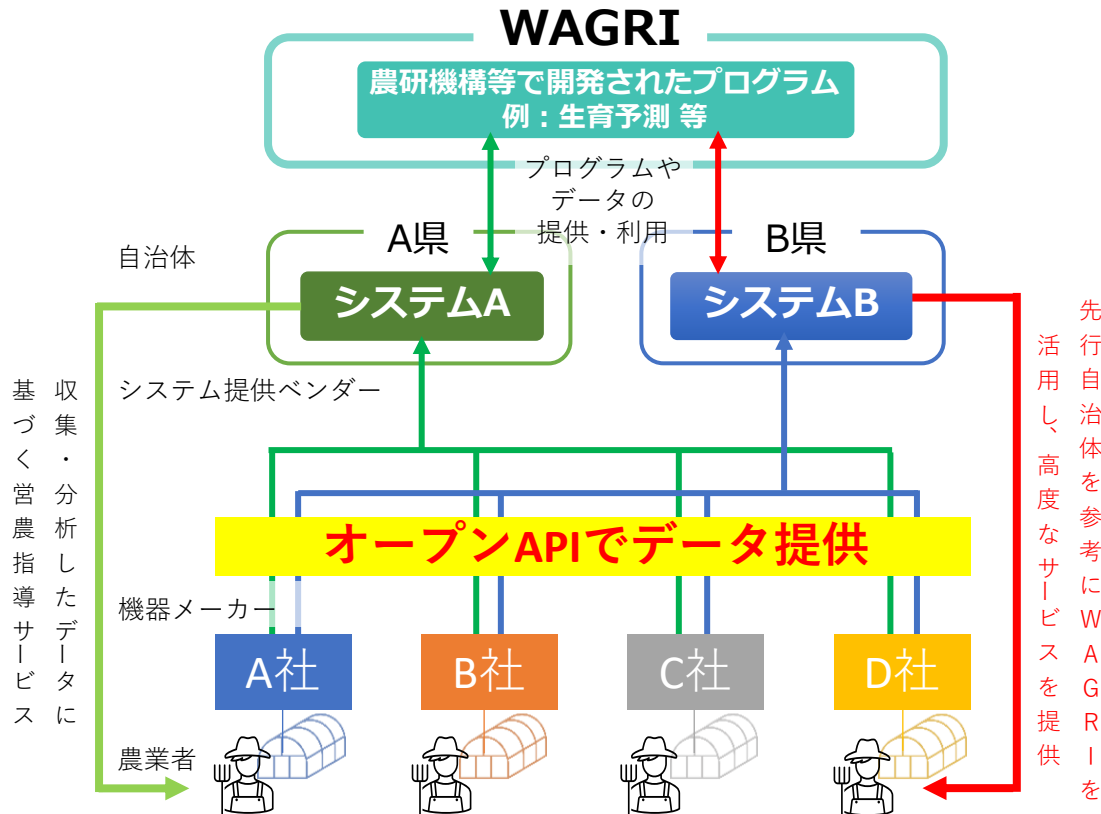 WAGRI
農研機構等で開発されたプログラム
例：生育予測 等
プログラムや
データの
提供・利用
自治体
A県
B県
システムA
システムB
システム提供ベンダー
収集・分析したデータに
基づく営農指導サービス
先行自治体を参考にWAGRIを
活用し、高度なサービスを提供
オープンAPIでデータ提供
機器メーカー
A社
B社
C社
D社
農業者